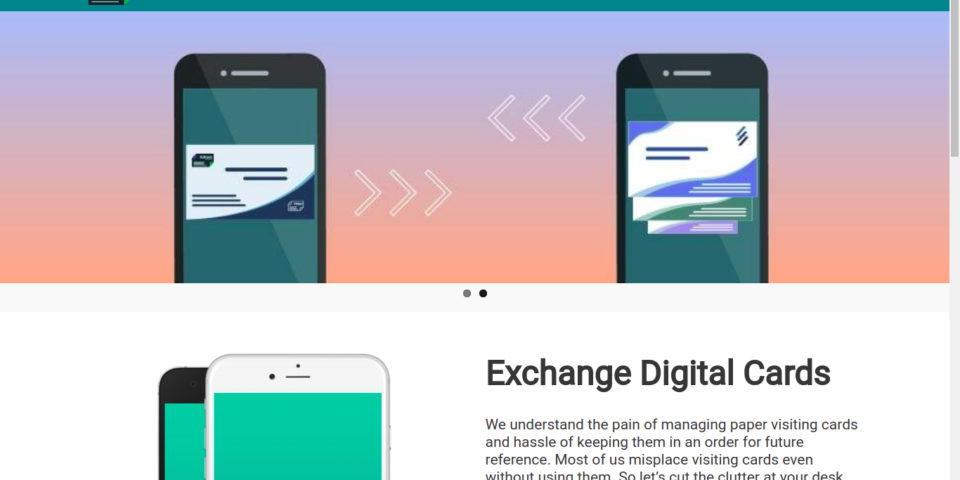 Exchange Digital Cards
We understand the pain of managing paper visiting cards
and hassle of keeping them in an order for future
reference. Most of us misplace visiting cards even
without using them. So let's cut the clutter at your desk